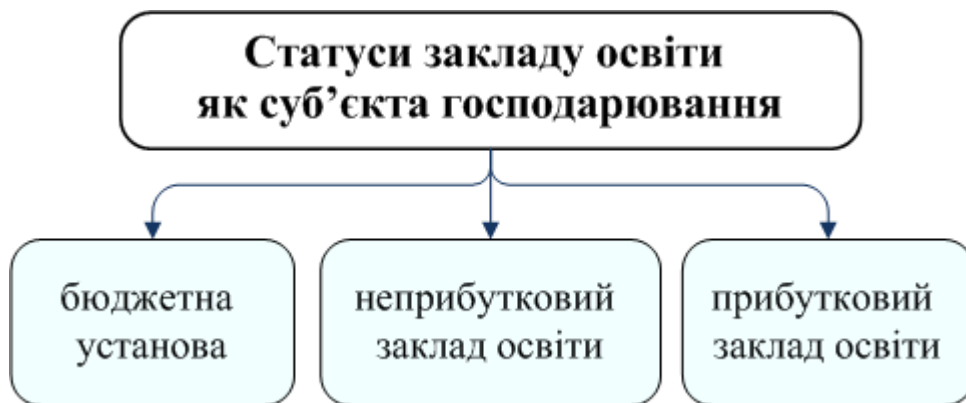 Статуси закладу освіти
як суб’єкта господарювання
бюджетна
установа
неприбутковий
заклад освіти
прибутковий
заклад освіти